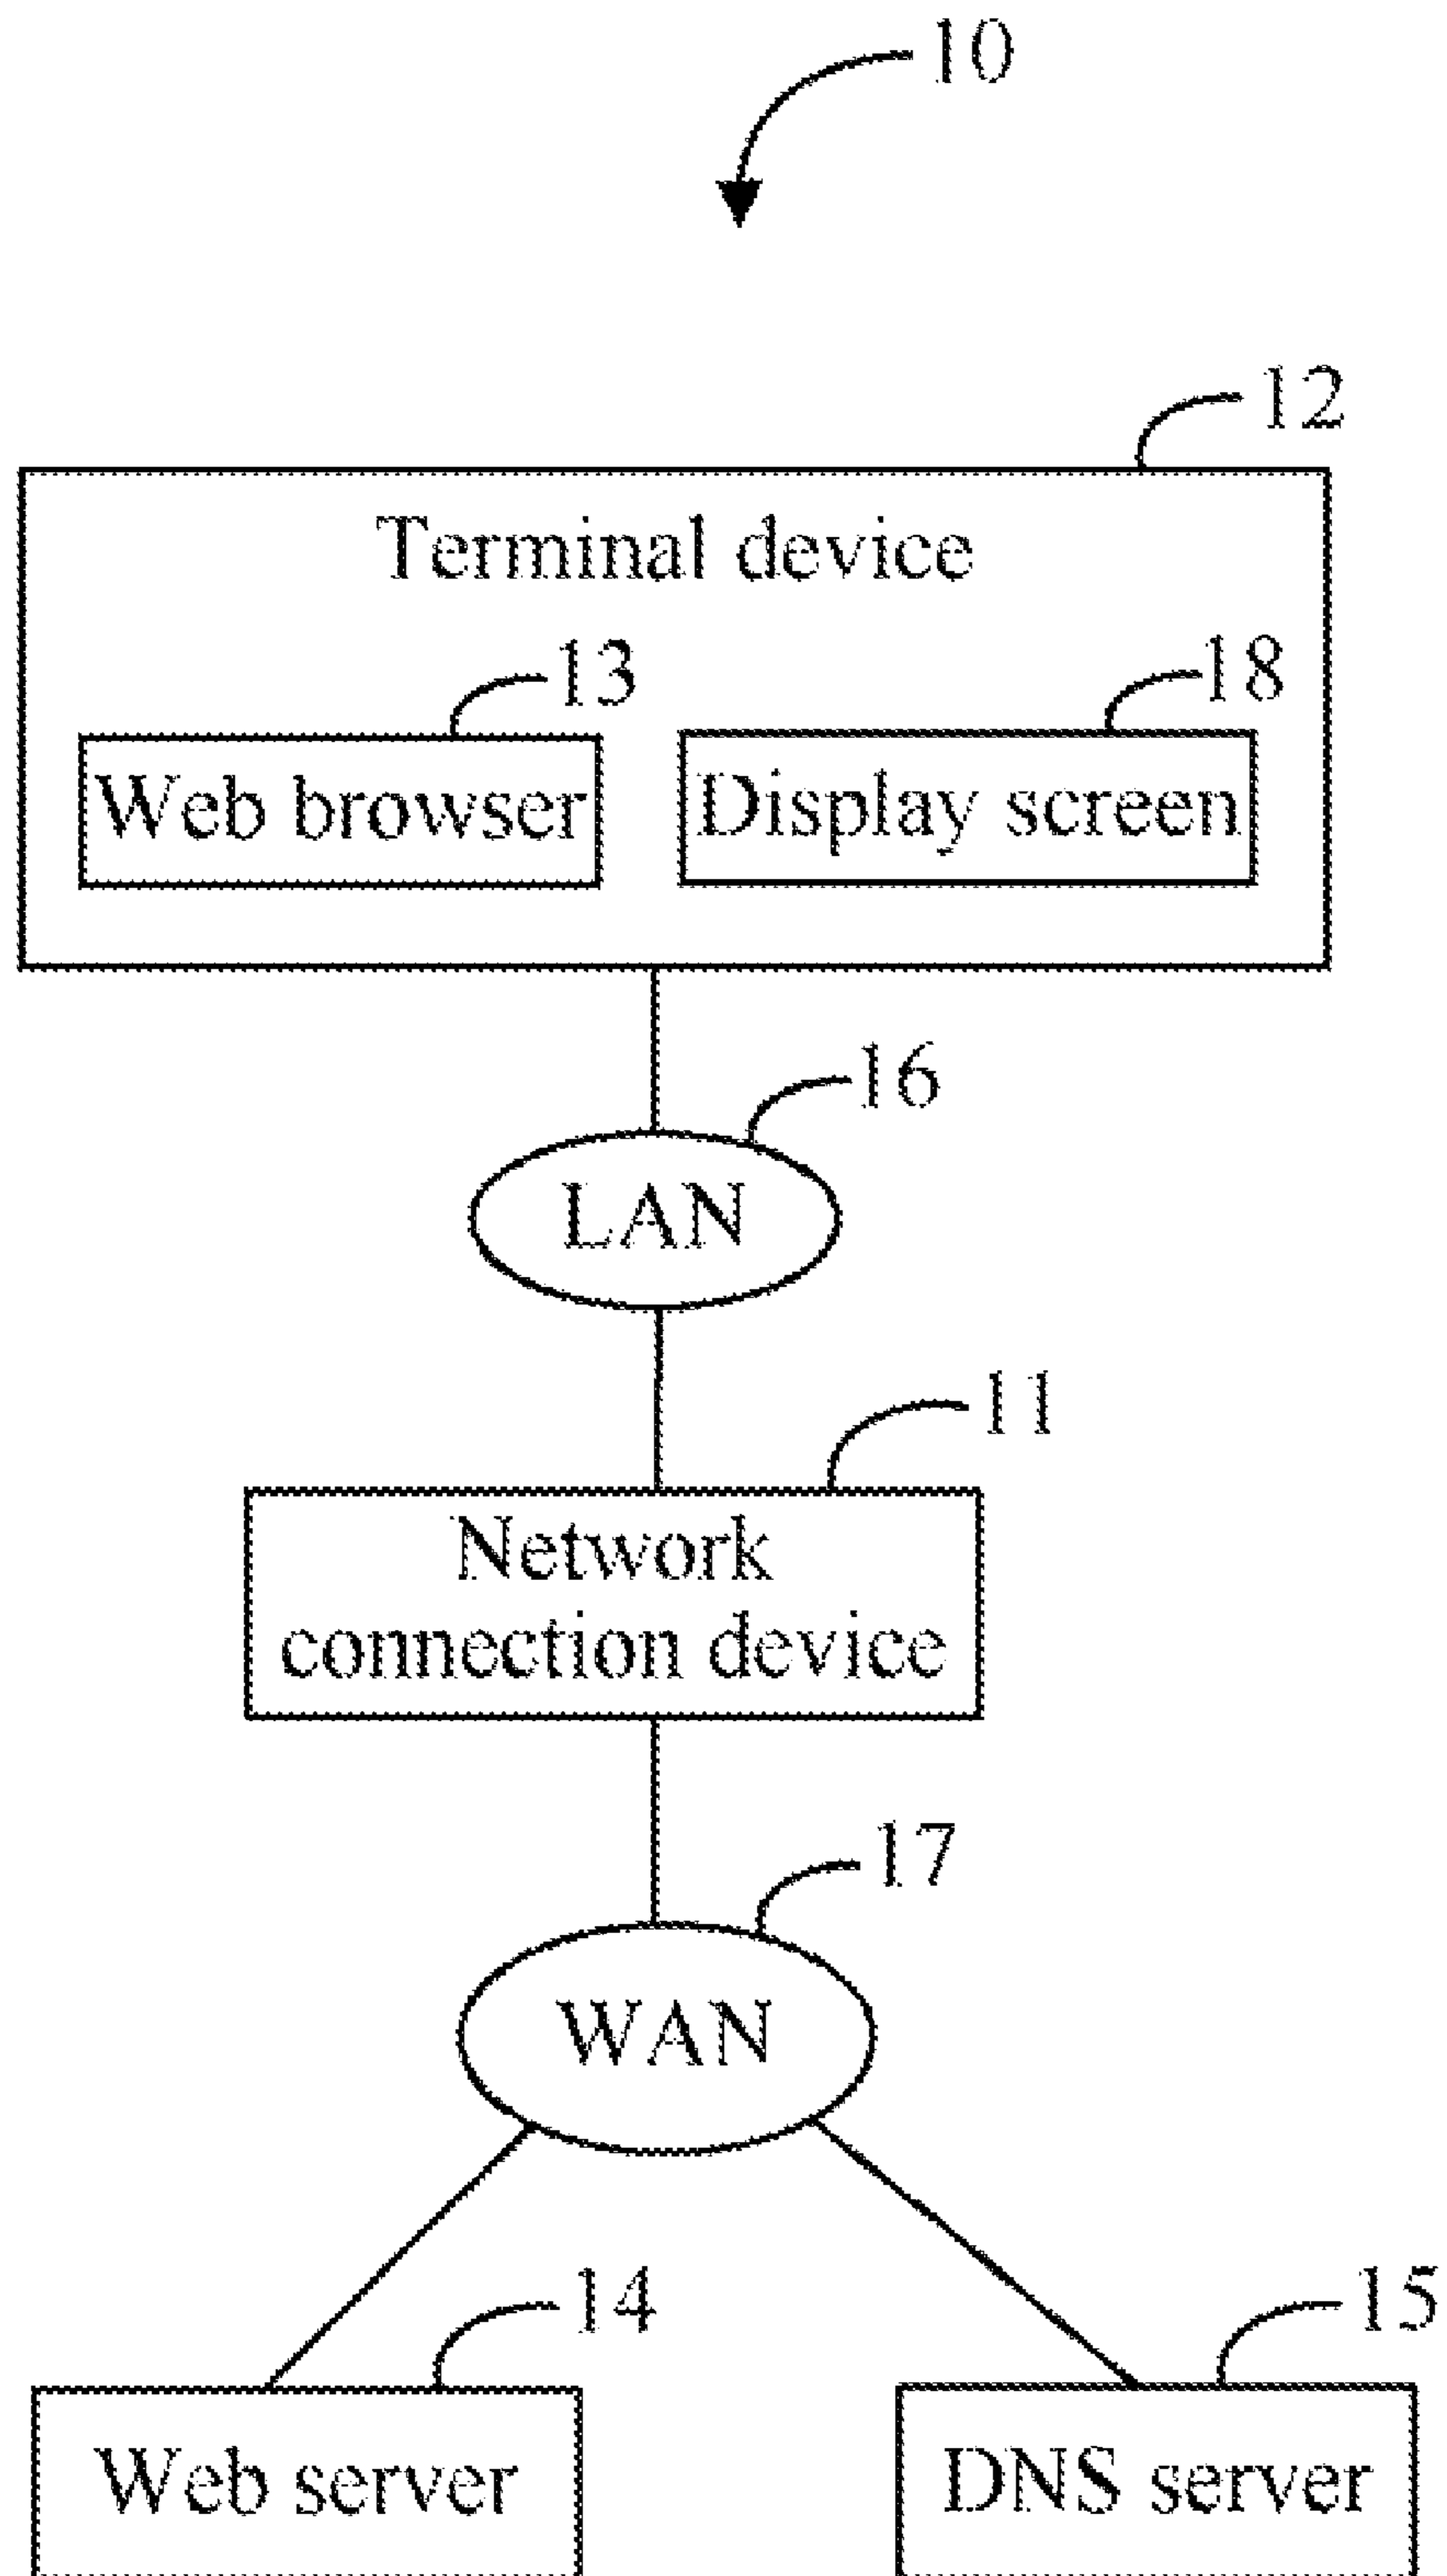 10
12
Terminal device
13
18
Web browser
Display screen
16
LAN
11
Network
connection device
17
WAN
14
15
Web server
DNS server